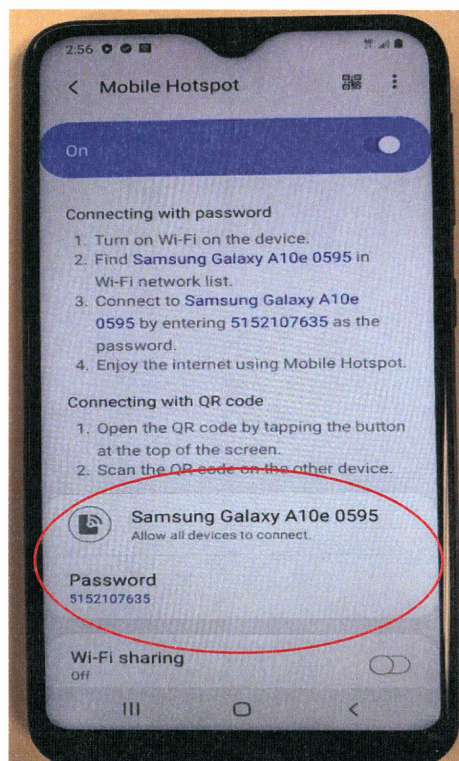 2:56
Mobile Hotspot
On
Connecting with password
1. Turn on Wi-Fi on the device.
2. Find Samsung Galaxy A10e 0595 in
Wi-Fi network list.
3. Connect to Samsung Galaxy A10e
0595 by entering 5152107635 as the
password.
4. Enjoy the internet using Mobile Hotspot.
Connecting with QR code
1. Open the QR code by tapping the button
at the top of the screen.
2. Scan the QR code on the other device.
Samsung Galaxy A10e 0595
Allow all devices to connect.
Password
5152107635
Wi-Fi sharing
Off